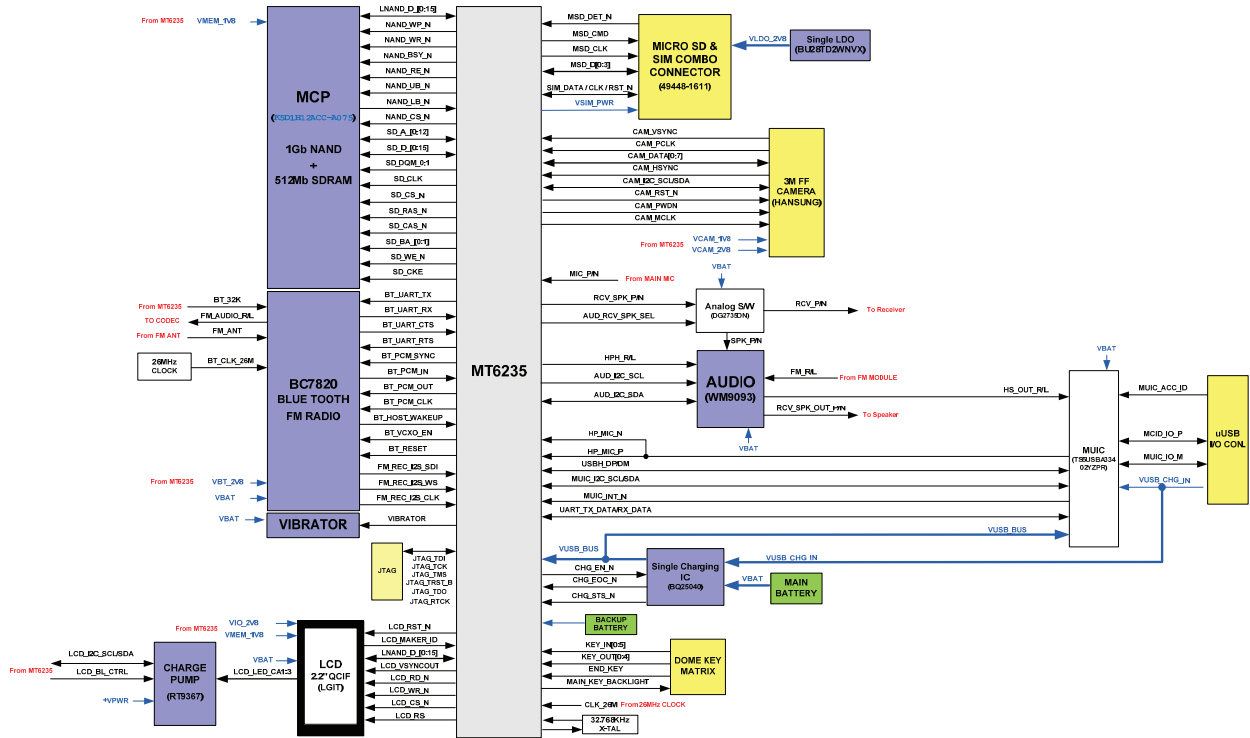 From MT6235
VMEM_1V8
MCP
(K5D1H12ACC-A075)
1Gb NAND
+
512Mb SDRAM
LNAND_D_[0:15]
NAND_WP_N
NAND_WR_N
NAND_BSY_N
NAND_RE_N
NAND_UB_N
NAND_LB_N
NAND_CS_N
SD_A_[0:12]
SD_D_[0:15]
SD_DQM_0:1
SD_CLK
SD_CS_N
SD_RAS_N
SD_CAS_N
SD_BA_[0:1]
SD_WE_N
SD_CKE
From MT6235
BT_32K
TO CODEC
FM_AUDIO_R/L
From FM ANT
FM_ANT
26MHz
CLOCK
BT_CLK_26M
BC7820
BLUE TOOTH
FM RADIO
From MT6235
VBT_2V8
VBAT
BT_UART_TX
BT_UART_RX
BT_UART_CTS
BT_UART_RTS
BT_PCM_SYNC
BT_PCM_IN
BT_PCM_OUT
BT_PCM_CLK
BT_HOST_WAKEUP
BT_VCXO_EN
BT_RESET
FM_REC_I2S_SDI
FM_REC_I2S_WS
FM_REC_I2S_CLK
VBAT
VIBRATOR
VIBRATOR
JTAG
JTAG_TDI
JTAG_TCK
JTAG_TMS
JTAG_TRST_B
JTAG_TDO
JTAG_RTCK
From MT6235
VIO_2V8
VMEM_1V8
VBAT
LCD
2.2" QCIF
(LGIT)
LCD_RST_N
LCD_MAKER_ID
LNAND_D_[0:15]
LCD_VSYNCOUT
LCD_RD_N
LCD_WR_N
LCD_CS_N
LCD_RS
From MT6235
LCD_I2C_SCL/SDA
LCD_BL_CTRL
+VPWR
CHARGE
PUMP
(RT9367)
LCD_LED_CA1:3
MT6235
MSD_DET_N
MSD_CMD
MSD_CLK
MSD_D[0:3]
SIM_DATA / CLK / RST_N
VSIM_PWR
MICRO SD &
SIM COMBO
CONNECTOR
(49448-1611)
VLDO_2V8
Single LDO
(BU28TD2WNVX)
CAM_VSYNC
CAM_PCLK
CAM_DATA[0:7]
CAM_HSYNC
CAM_I2C_SCL/SDA
CAM_RST_N
CAM_PWDN
CAM_MCLK
3M FF
CAMERA
(HANSUNG)
From MT6235
VCAM_1V8
VCAM_2V8
MIC_P/N
From MAIN MIC
VBAT
RCV_SPK_P/N
AUD_RCV_SPK_SEL
Analog S/W
(DG2735DN)
RCV_P/N
To Receiver
SPK_P/N
HPH_R/L
AUD_I2C_SCL
AUD_I2C_SDA
AUDIO
(WM9093)
FM_R/L
From FM MODULE
HS_OUT_R/L
RCV_SPK_OUT_P/N
To Speaker
VBAT
HP_MIC_N
HP_MIC_P
USBH_DP/DM
MUIC_I2C_SCL/SDA
MUIC_INT_N
UART_TX_DATA/RX_DATA
VBAT
MUIC
(TS5USBA334
02YZPR)
MUIC_ACC_ID
MCID_IO_P
MUIC_IO_M
VUSB_CHG_IN
uUSB
I/O CON.
VUSB_BUS
VUSB_BUS
VUSB_CHG_IN
CHG_EN_N
CHG_EOC_N
CHG_STS_N
Single Charging
IC
(BQ25040)
VBAT
MAIN
BATTERY
BACKUP
BATTERY
KEY_IN[0:5]
KEY_OUT[0:4]
END_KEY
MAIN_KEY_BACKLIGHT
DOME KEY
MATRIX
CLK_26M
From 26MHz CLOCK
32.768KHz
X-TAL